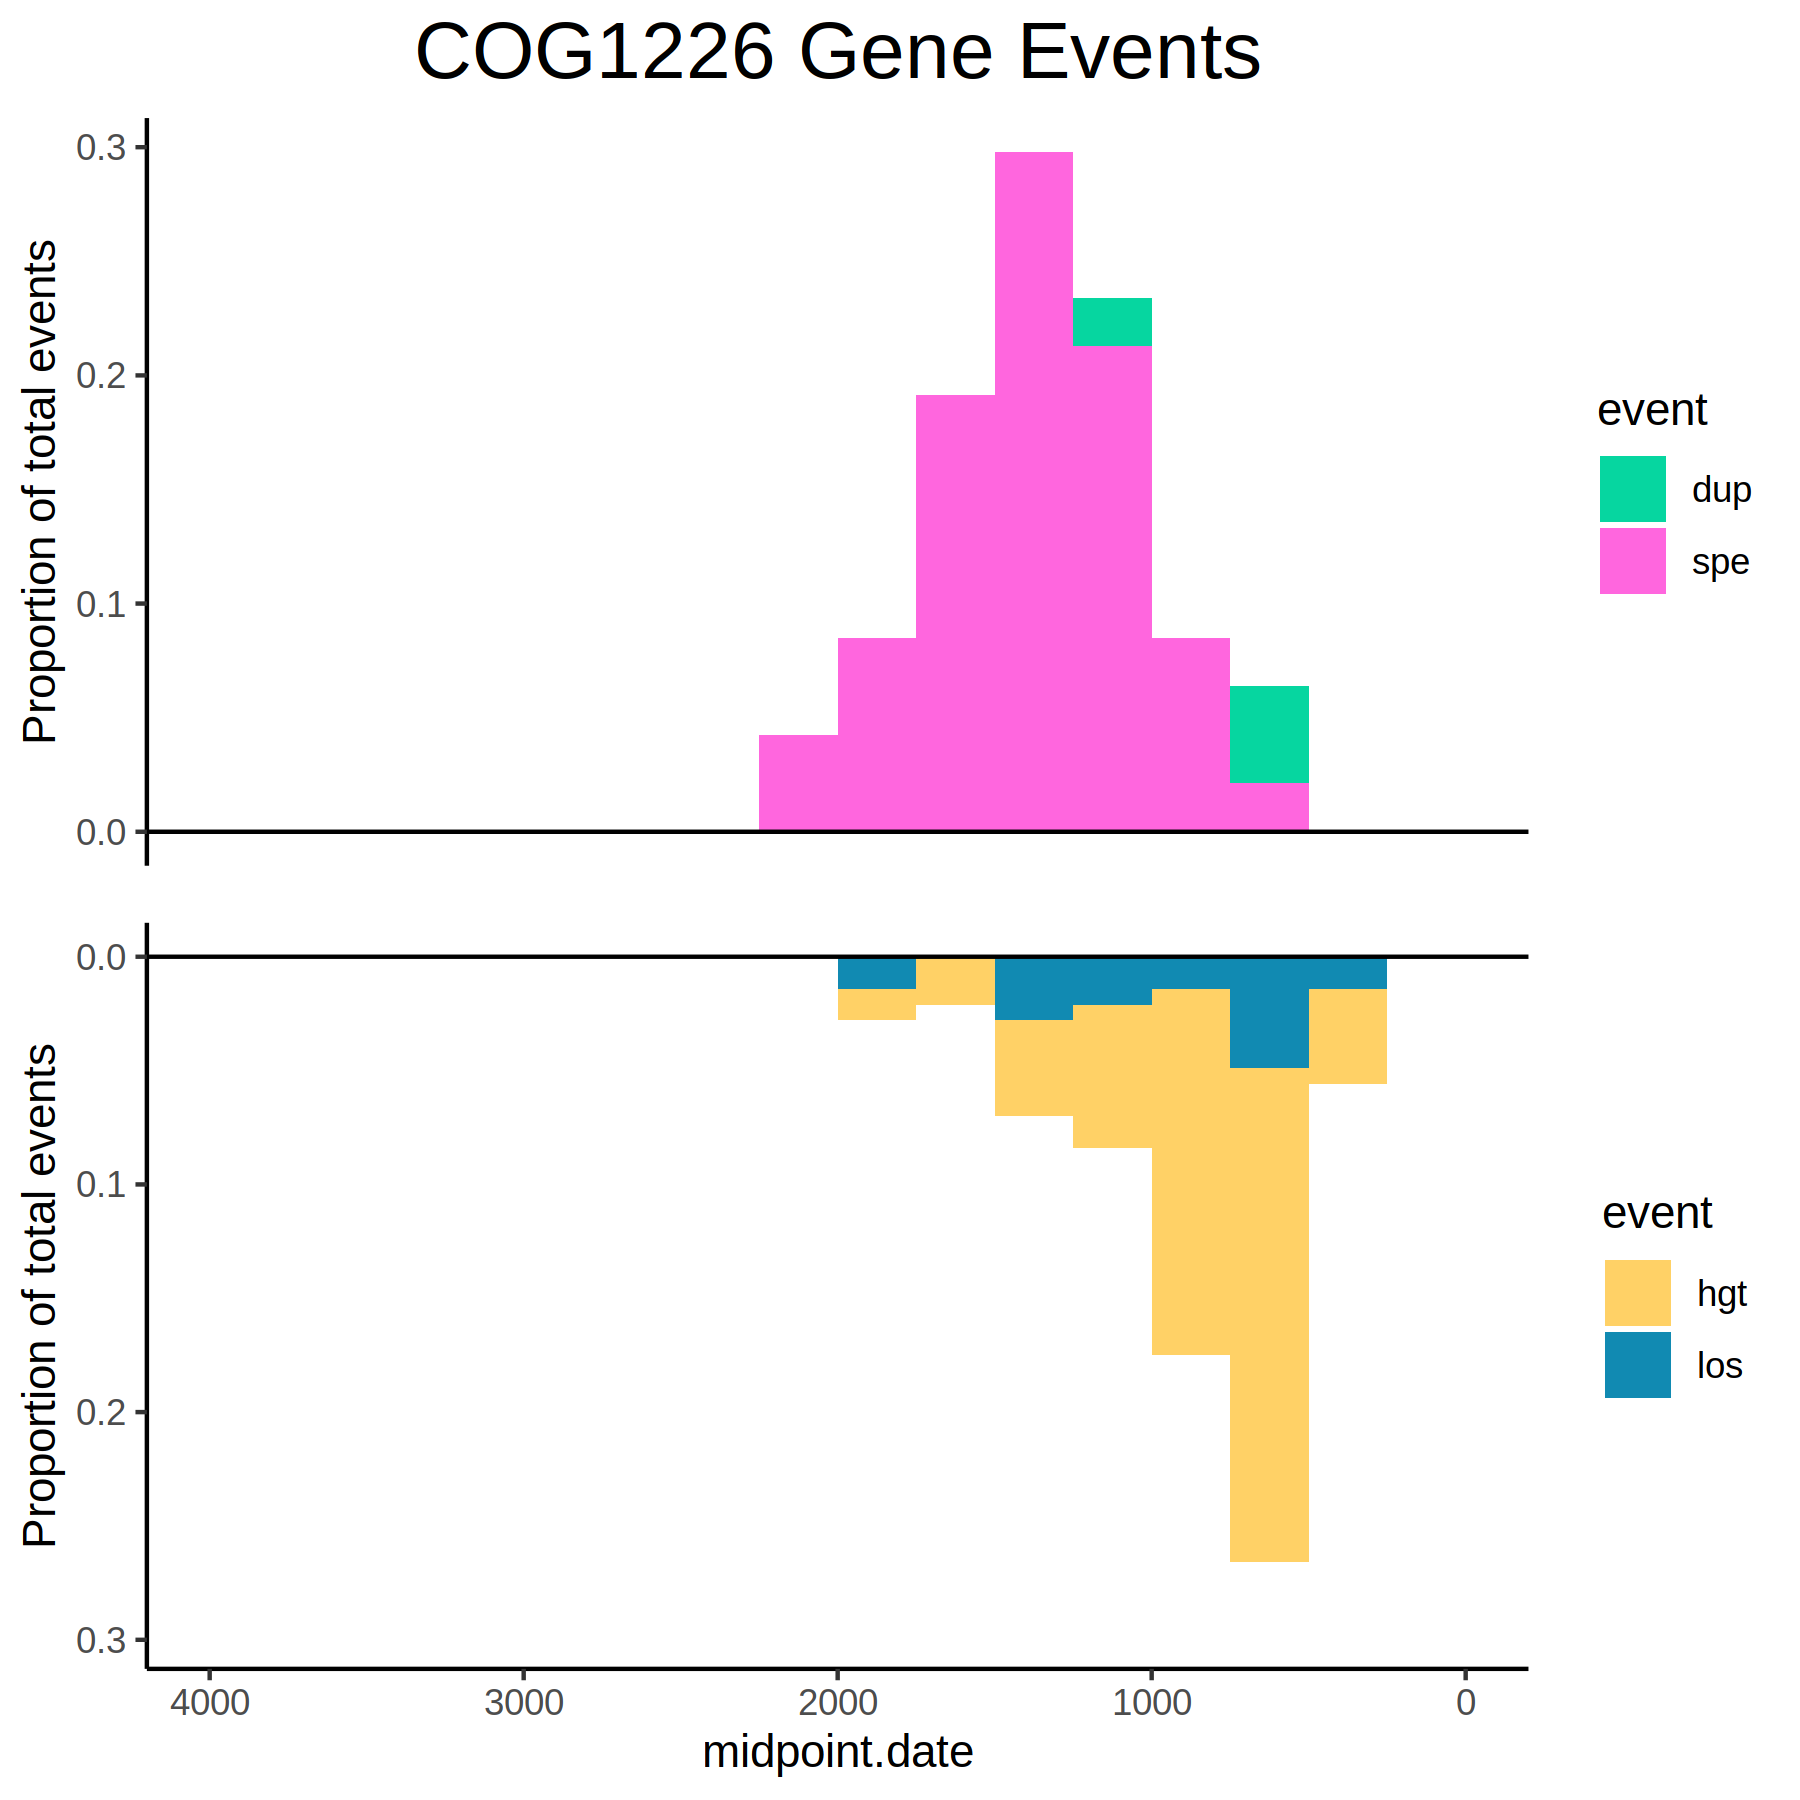 COG1226 Gene Events
Proportion of total events
0.3
0.2
0.1
0.0
event
dup
spe
Proportion of total events
0.0
0.1
0.2
0.3
event
hgt
los
4000 3000 2000 1000 0
midpoint.date